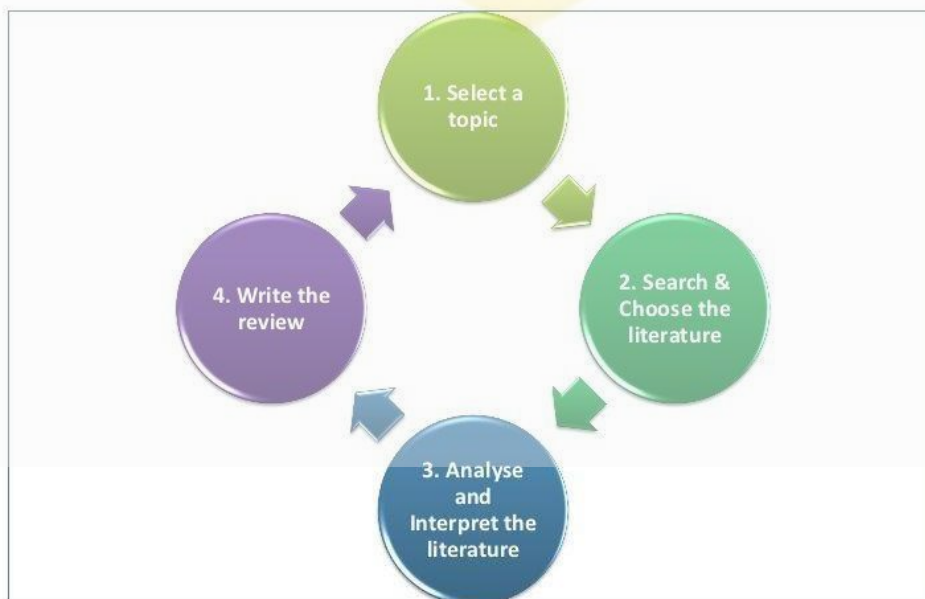 1. Select a
topic
2. Search &
Choose the
literature
3. Analyse
and
Interpret the
literature
4. Write the
review